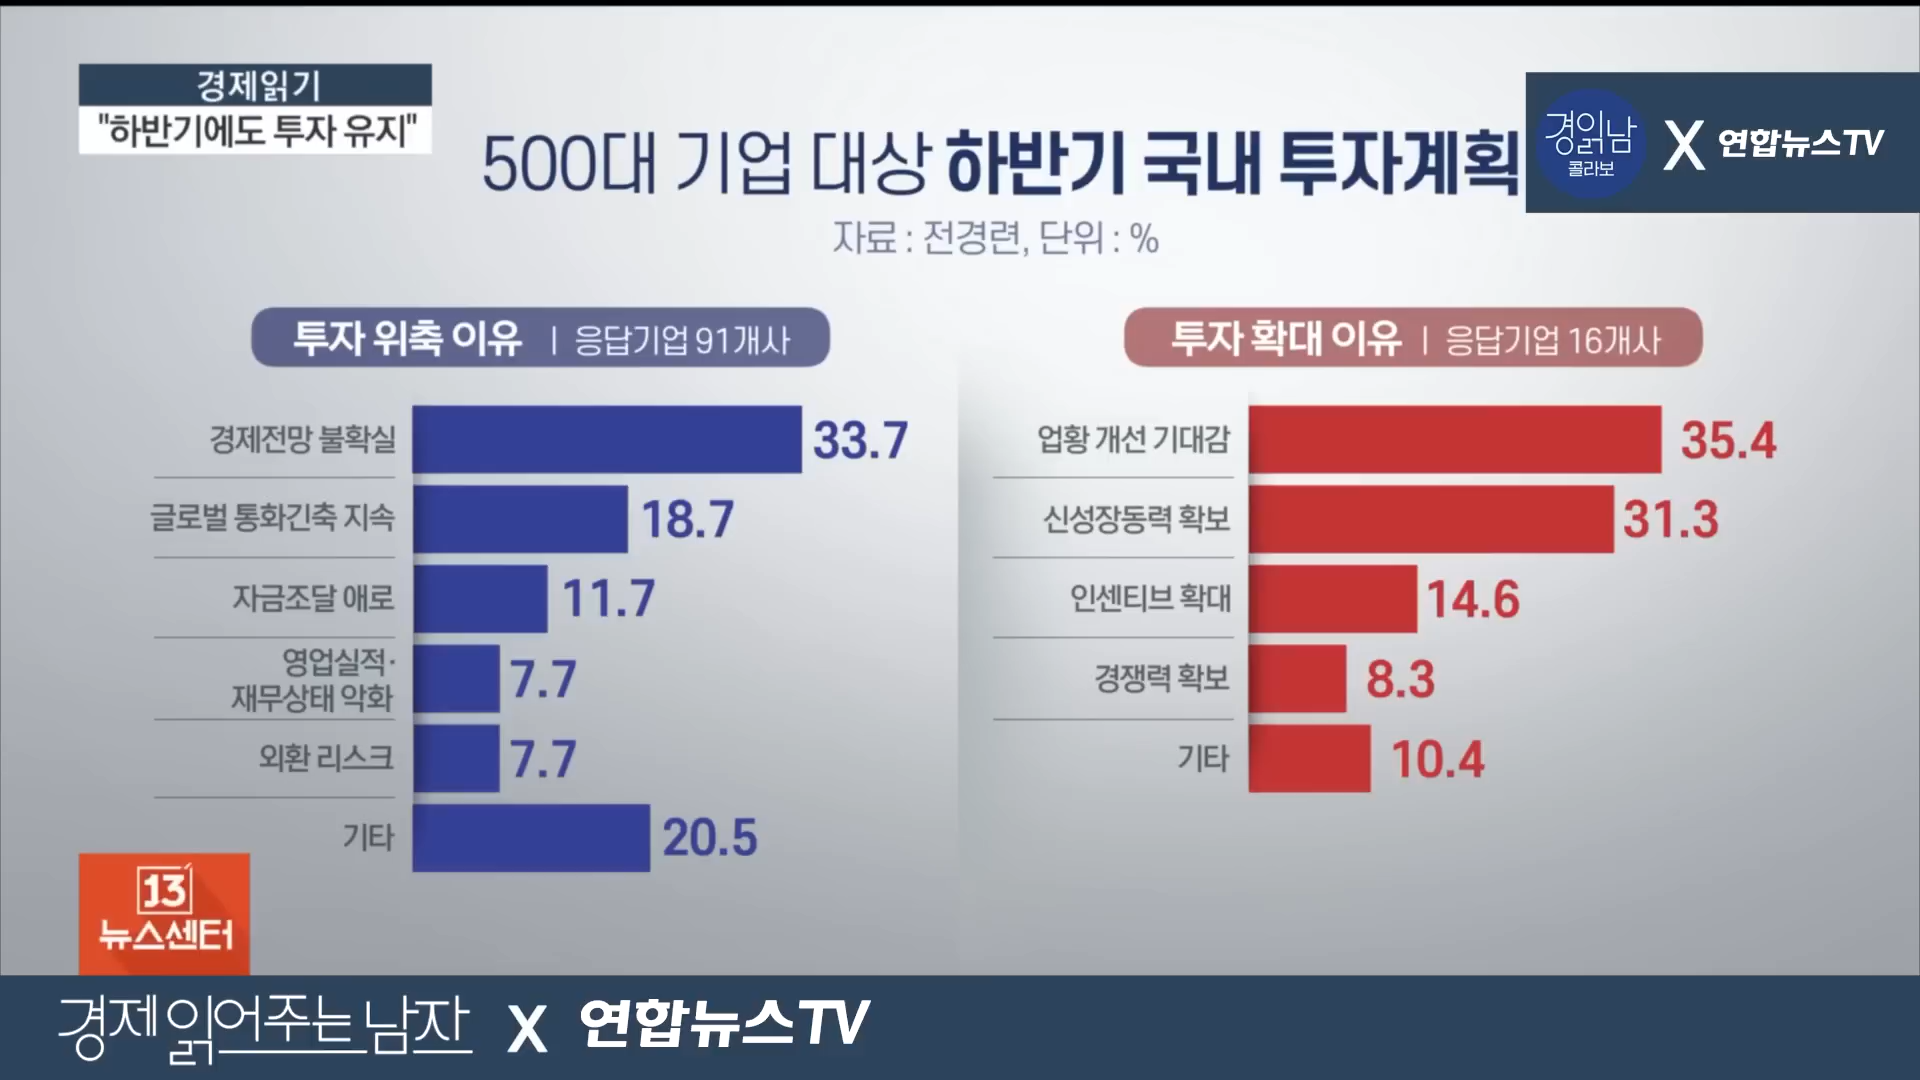 경제읽기
"하반기에도 투자 유지"
500대 기업 대상 하반기 국내 투자계획
자료 : 전경련, 단위 : %
경읽남
콜라보
X 연합뉴스TV
투자 위축 이유 | 응답기업 91개사
경제전망 불확실 33.7
글로벌 통화긴축 지속 18.7
자금조달 애로 11.7
영업실적·
재무상태 악화 7.7
외환 리스크 7.7
기타 20.5
투자 확대 이유 | 응답기업 16개사
업황 개선 기대감 35.4
신성장동력 확보 31.3
인센티브 확대 14.6
경쟁력 확보 8.3
기타 10.4
13
뉴스센터
경제 읽어주는 남자 X 연합뉴스TV